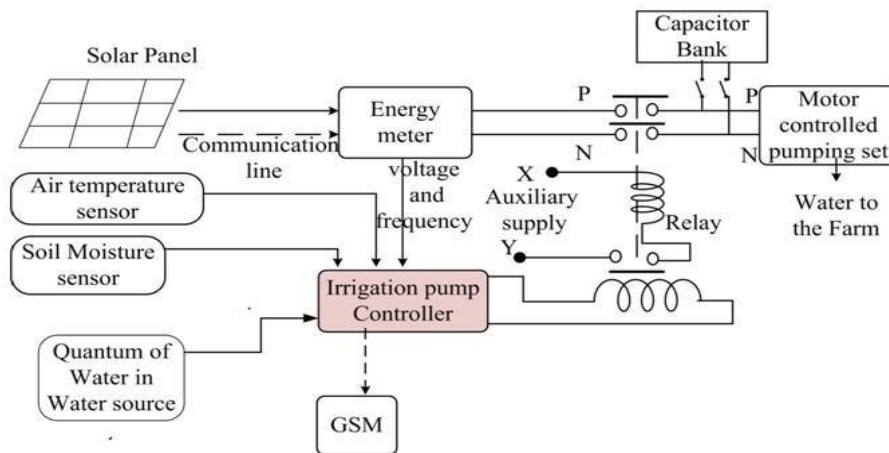 Capacitor
Bank
Solar Panel
Energy
meter
P
P
Motor
controlled
pumping set
Communication
line
N
N
voltage
and
frequency
Air temperature
sensor
X
Auxiliary
supply
Y
Relay
Water to
the Farm
Soil Moisture
sensor
Irrigation pump
Controller
Quantum of
Water in
Water source
GSM